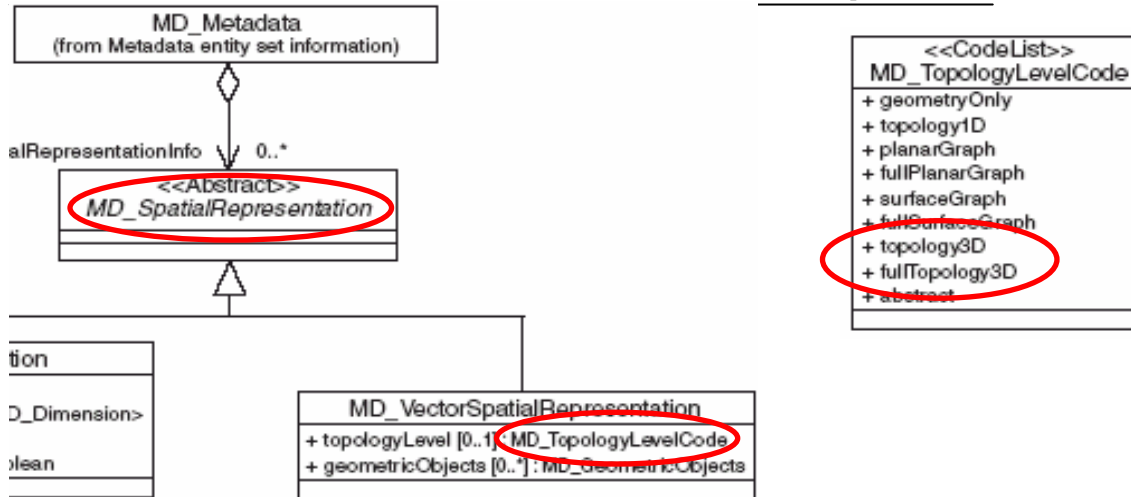 MD_Metadata
(from Metadata entity set information)
alRepresentationInfo 0..*
<<Abstract>>
MD_SpatialRepresentation
tion
D_Dimension>
olean
MD_VectorSpatialRepresentation
+ topologyLevel [0..1] : MD_TopologyLevelCode
+ geometricObjects [0..*] : MD_GeometricObjects
<<CodeList>>
MD_TopologyLevelCode
+ geometryOnly
+ topology1D
+ planarGraph
+ fullPlanarGraph
+ surfaceGraph
+ fullSurfaceGraph
+ topology3D
+ fullTopology3D
+ abstract